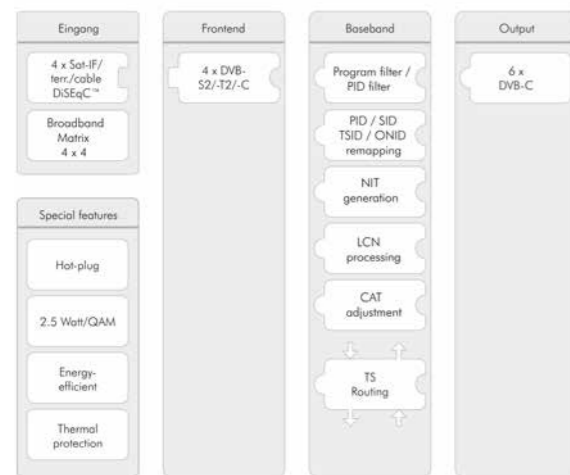 Eingang
4 x Sat-IF/
terr./cable
DiSEqC™
Broadband
Matrix
4 x 4
Special features
Hot-plug
2.5 Watt/QAM
Energy-
efficient
Thermal
protection
Frontend
4 x DVB-
S2/-T2/-C
Baseband
Program filter /
PID filter
PID / SID
TSID / ONID
remapping
NIT
generation
LCN
processing
CAT
adjustment
TS
Routing
Output
6 x
DVB-C